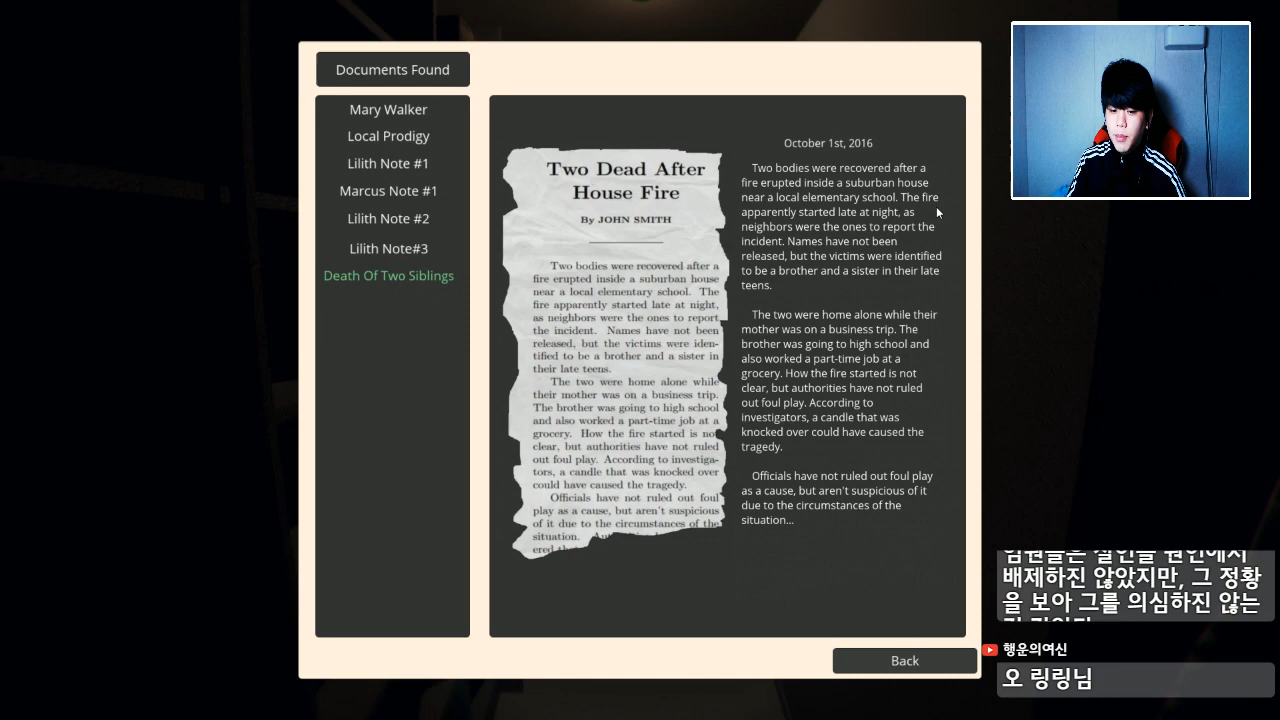 Documents Found
Mary Walker
Local Prodigy
Lilith Note #1
Marcus Note #1
Lilith Note #2
Lilith Note#3
Death Of Two Siblings
Two Dead After
House Fire
By JOHN SMITH
Two bodies were recovered after a
fire erupted inside a suburban house
near a local elementary school. The
fire apparently started late at night,
as neighbors were the ones to report
the incident. Names have not been
released, but the victims were iden-
tified to be a brother and a sister in
their late teens.
The two were home alone while
their mother was on a business trip.
The brother was going to high school
and also worked a part-time job at a
grocery. How the fire started is not
clear, but authorities have not ruled
out foul play. According to investiga-
tors, a candle that was knocked over
could have caused the tragedy.
Officials have not ruled out foul
play as a cause, but aren't suspicious
of it due to the circumstances of the
situation.
October 1st, 2016
Two bodies were recovered after a
fire erupted inside a suburban house
near a local elementary school. The fire
apparently started late at night, as
neighbors were the ones to report the
incident. Names have not been
released, but the victims were identified
to be a brother and a sister in their late
teens.
The two were home alone while their
mother was on a business trip. The
brother was going to high school and
also worked a part-time job at a
grocery. How the fire started is not
clear, but authorities have not ruled
out foul play. According to
investigators, a candle that was
knocked over could have caused the
tragedy.
Officials have not ruled out foul play
as a cause, but aren't suspicious of it
due to the circumstances of the
situation...
Back
배제하진 않았지만, 그 정황
을 보아 그를 의심하진 않는
행운의여신
오 링링님